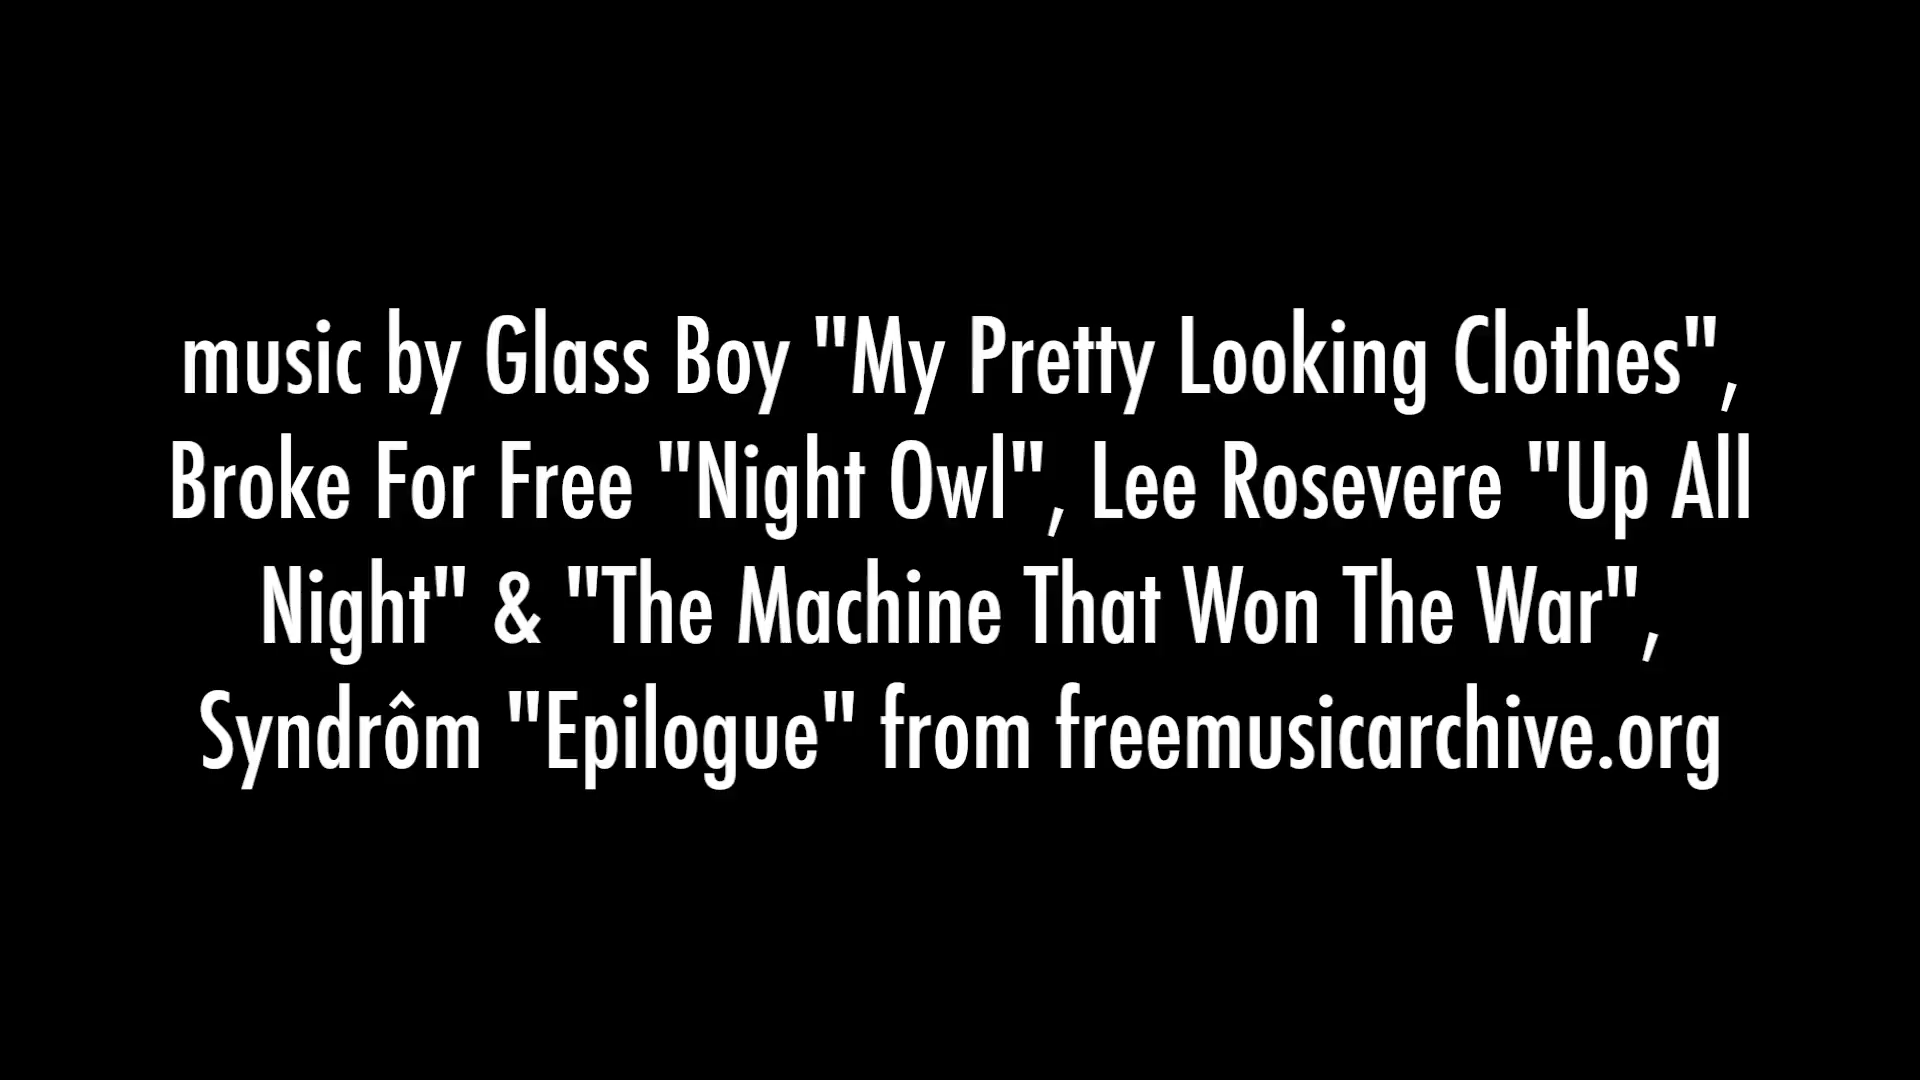 music by Glass Boy "My Pretty Looking Clothes",
Broke For Free "Night Owl", Lee Rosevere "Up All
Night" & "The Machine That Won The War",
Syndrôm "Epilogue" from freemusicarchive.org